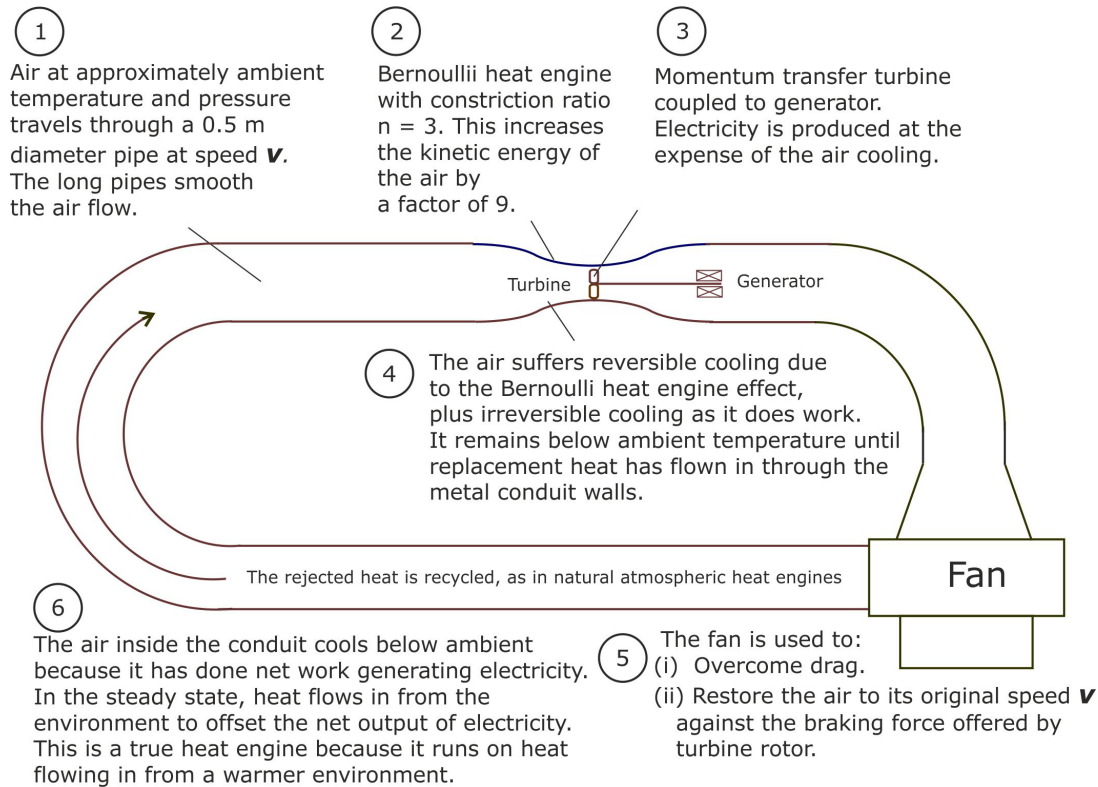 1
Air at approximately ambient
temperature and pressure
travels through a 0.5 m
diameter pipe at speed v.
The long pipes smooth
the air flow.
2
Bernoullii heat engine
with constriction ratio
n = 3. This increases
the kinetic energy of
the air by
a factor of 9.
3
Momentum transfer turbine
coupled to generator.
Electricity is produced at the
expense of the air cooling.
Turbine
Generator
4
The air suffers reversible cooling due
to the Bernoulli heat engine effect,
plus irreversible cooling as it does work.
It remains below ambient temperature until
replacement heat has flown in through the
metal conduit walls.
The rejected heat is recycled, as in natural atmospheric heat engines
Fan
6
The air inside the conduit cools below ambient
because it has done net work generating electricity.
In the steady state, heat flows in from the
environment to offset the net output of electricity.
This is a true heat engine because it runs on heat
flowing in from a warmer environment.
5
The fan is used to:
(i) Overcome drag.
(ii) Restore the air to its original speed v
against the braking force offered by
turbine rotor.